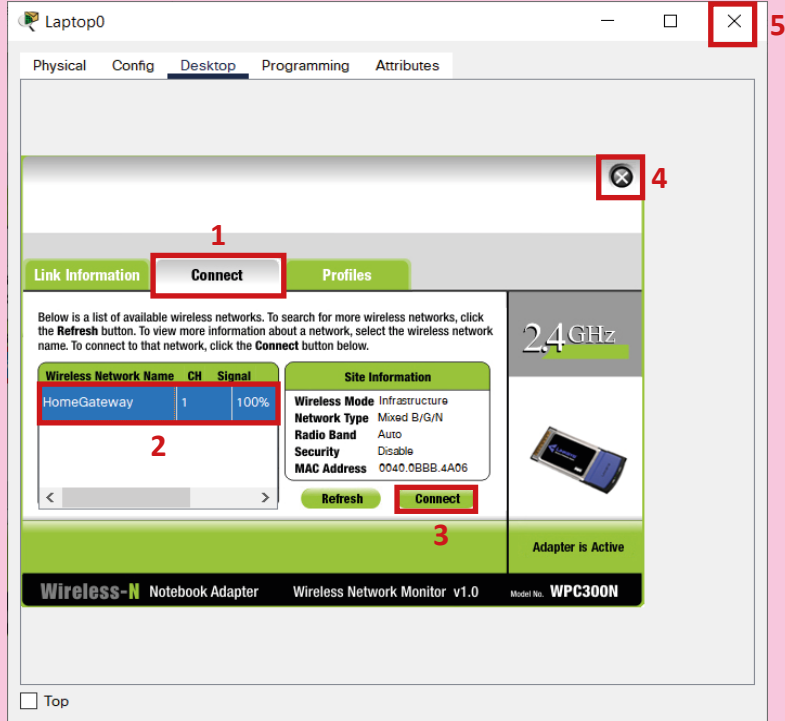 Laptop0
5
Physical Config Desktop Programming Attributes
4
1
Link Information Connect Profiles
Below is a list of available wireless networks. To search for more wireless networks, click
the Refresh button. To view more information about a network, select the wireless network
name. To connect to that network, click the Connect button below.
2.4GHz
Wireless Network Name CH Signal
HomeGateway 1 100%
2
Site Information
Wireless Mode Infrastructure
Network Type Mixed B/G/N
Radio Band Auto
Security Disable
MAC Address 0040.0BBB.4A06
Refresh Connect
3
Adapter is Active
Wireless-N Notebook Adapter Wireless Network Monitor v1.0 Model No. WPC300N
Top